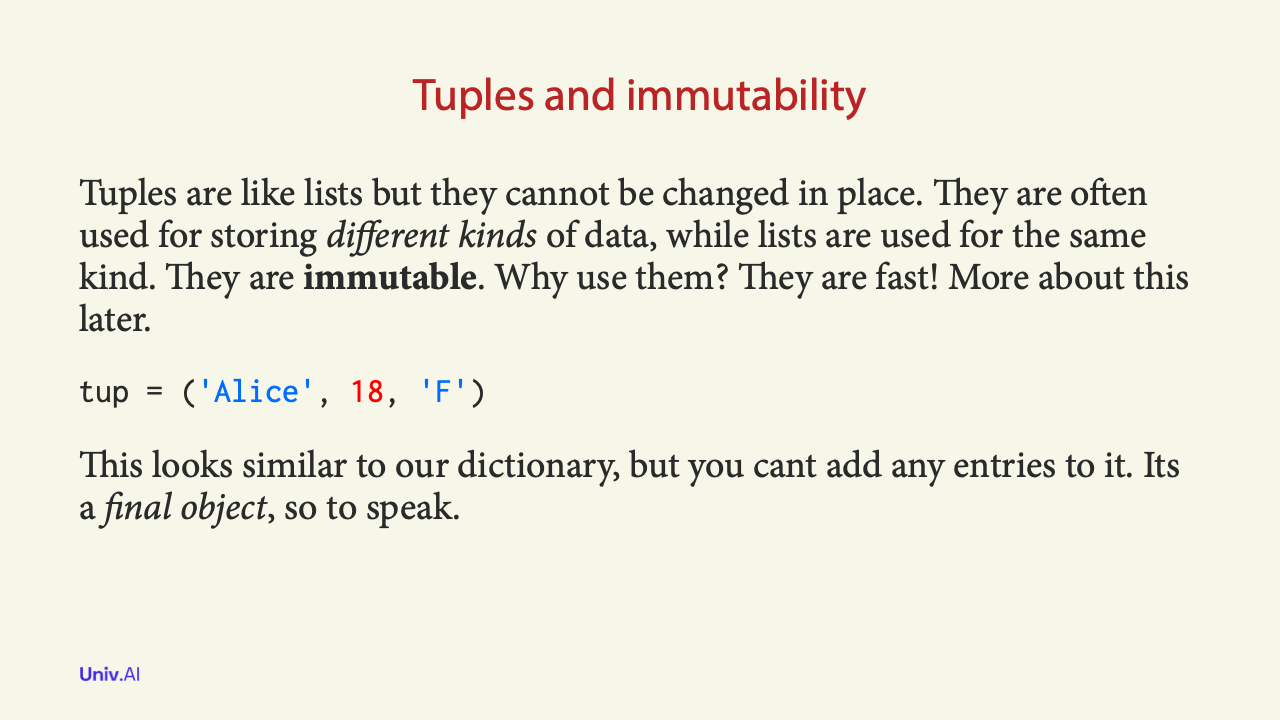 Tuples and immutability
Tuples are like lists but they cannot be changed in place. They are often
used for storing different kinds of data, while lists are used for the same
kind. They are immutable. Why use them? They are fast! More about this
later.
tup = ('Alice', 18, 'F')
This looks similar to our dictionary, but you cant add any entries to it. Its
a final object, so to speak.
Univ.AI